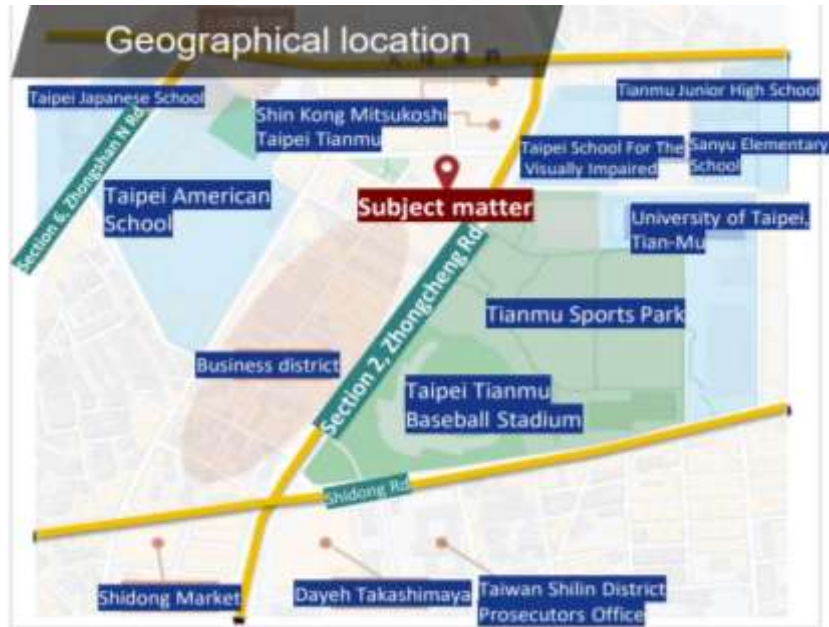 Geographical location
Taipei Japanese School
Shin Kong Mitsukoshi
Taipei Tianmu
Tianmu Junior High School
Taipei School For The
Visually Impaired
Sanyu Elementary
School
Section 6, Zhongshan N Rd
Taipei American
School
Subject matter
University of Taipei,
Tian-Mu
Section 2, Zhongcheng Rd
Tianmu Sports Park
Business district
Taipei Tianmu
Baseball Stadium
Shidong Rd
Shidong Market
Dayeh Takashimaya
Taiwan Shilin District
Prosecutors Office